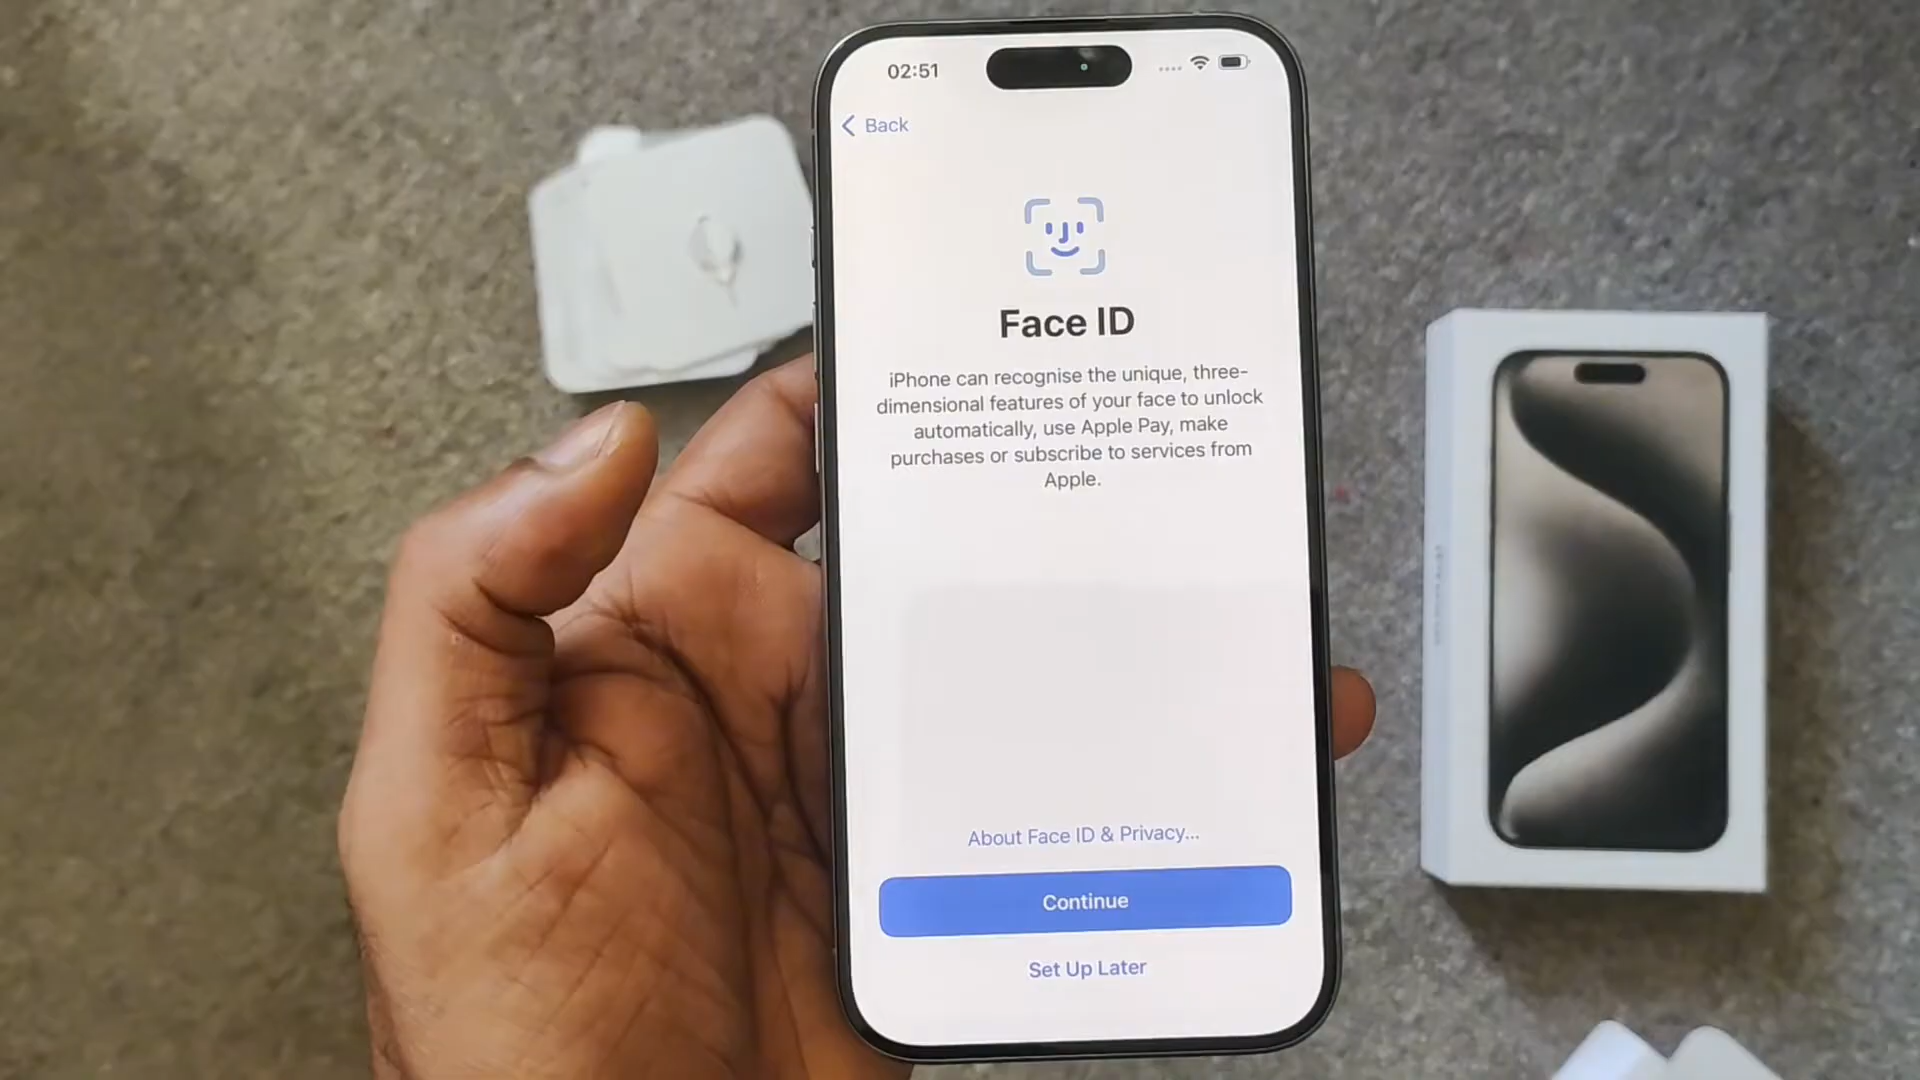 02:51
Back
Face ID
iPhone can recognise the unique, three-
dimensional features of your face to unlock
automatically, use Apple Pay, make
purchases or subscribe to services from
Apple.
About Face ID & Privacy...
Continue
Set Up Later